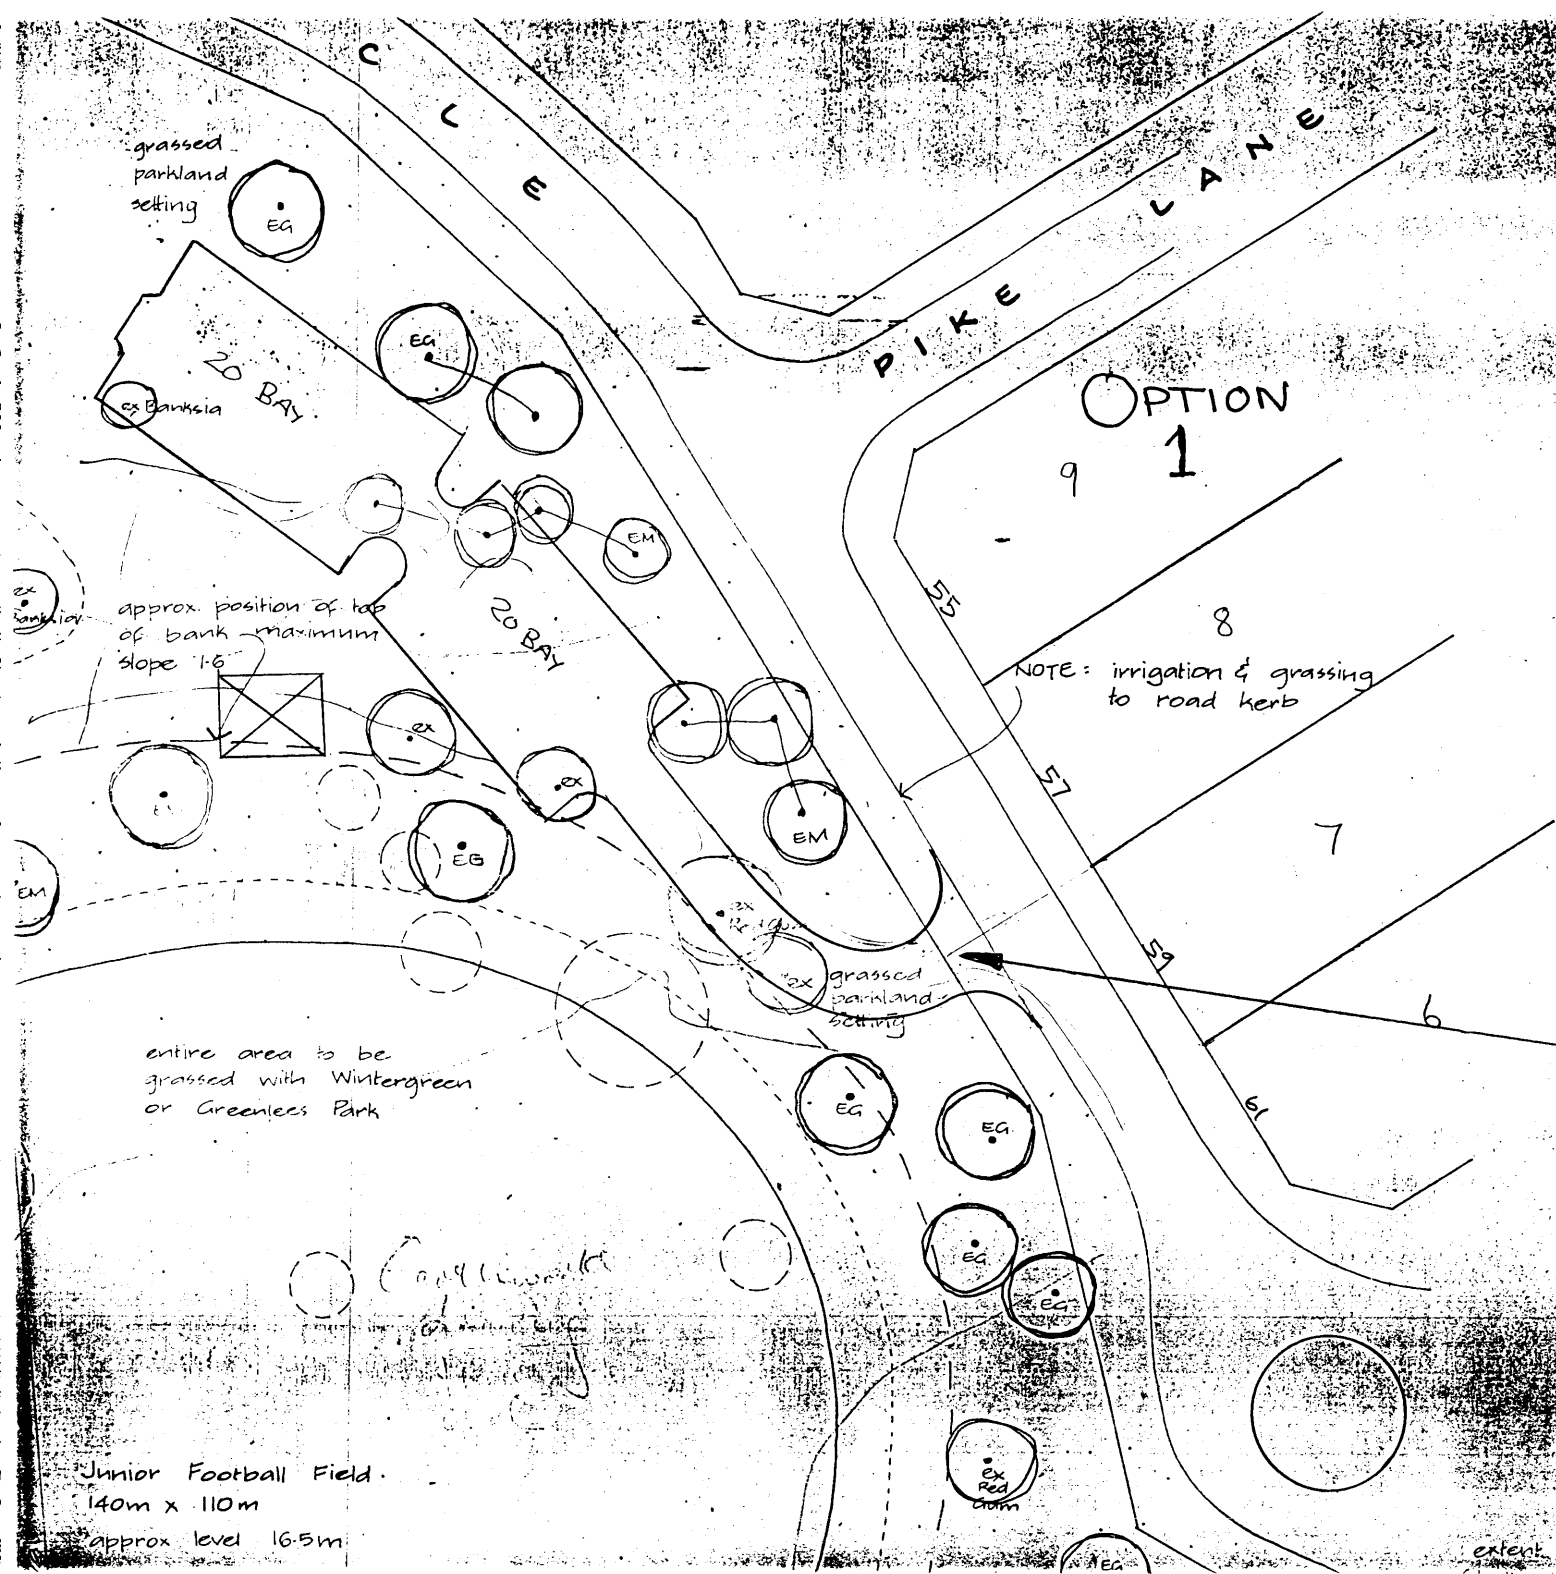 CLE
PIKE LANE
grassed
parkland
setting
EG
20 BAY
ex Banksia
EG
OPTION
1
9
EM
55
8
ex
approx. position of top
of bank maximum
slope 1·6
20 BAY
NOTE: irrigation & grassing
to road kerb
ex
57
ex
7
EM
EG
EM
ex
59
ex
grassed
parkland
setting
6
entire area to be
grassed with Wintergreen
or Greenlees Park
EG
EG
61
EG
EG
ex
Red
Gum
Junior Football Field.
140m x 110m
approx level 16·5m
EG
extent